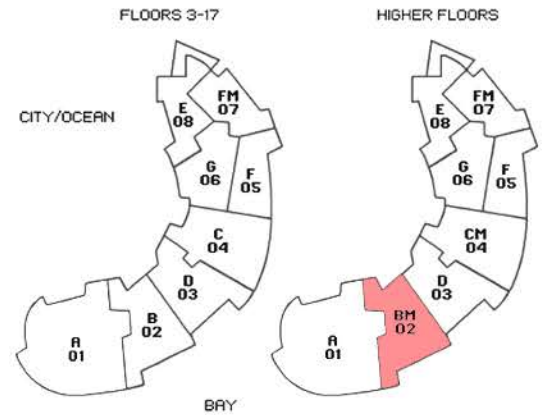 FLOORS 3-17
HIGHER FLOORS
CITY/OCEAN
E
08
FM
07
G
06
F
05
C
04
D
03
B
02
A
01
E
08
FM
07
G
06
F
05
CM
04
D
03
BM
02
A
01
BAY